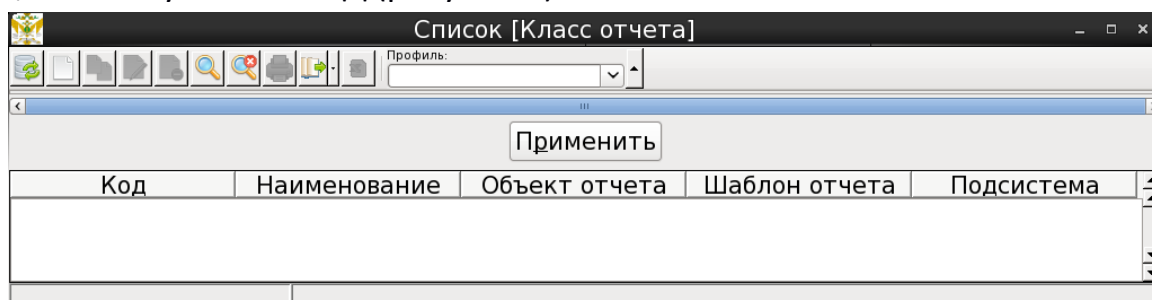 Список [Класс отчета]
Профиль:
Применить
Код Наименование Объект отчета Шаблон отчета Подсистема